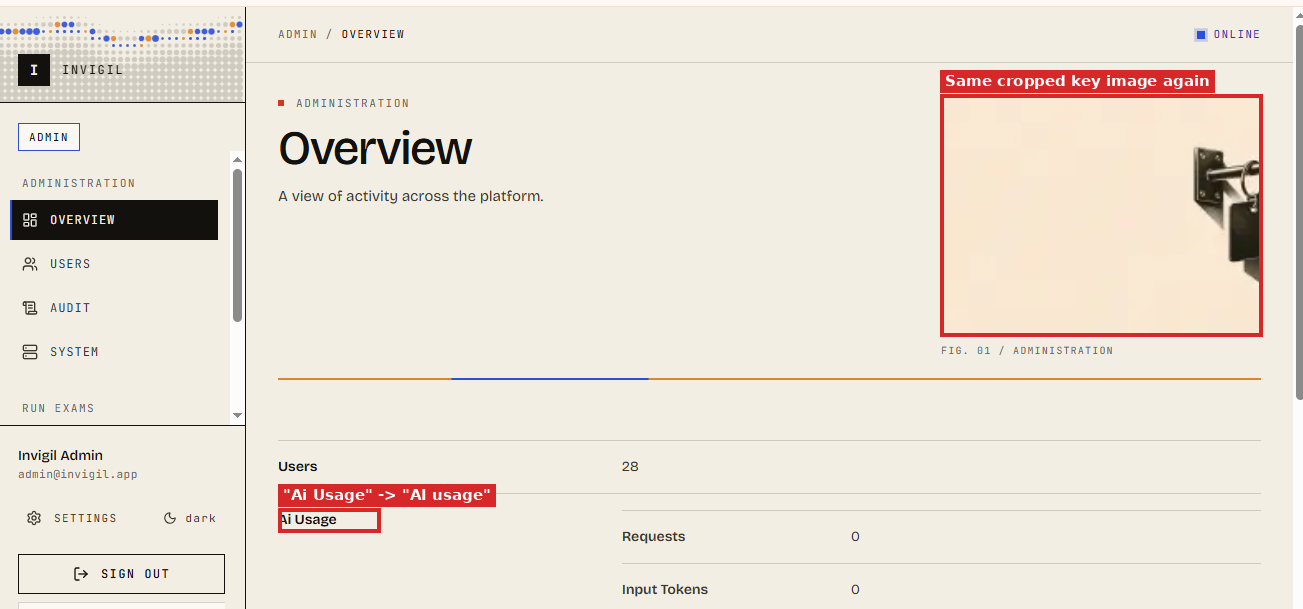 I INVIGIL
ADMIN
ADMINISTRATION
OVERVIEW
USERS
AUDIT
SYSTEM
RUN EXAMS
Invigil Admin
admin@invigil.app
SETTINGS dark
SIGN OUT
ADMIN / OVERVIEW
ONLINE
ADMINISTRATION
Overview
A view of activity across the platform.
Same cropped key image again
FIG. 01 / ADMINISTRATION
Users 28
"Ai Usage" -> "AI usage"
Ai Usage
Requests 0
Input Tokens 0